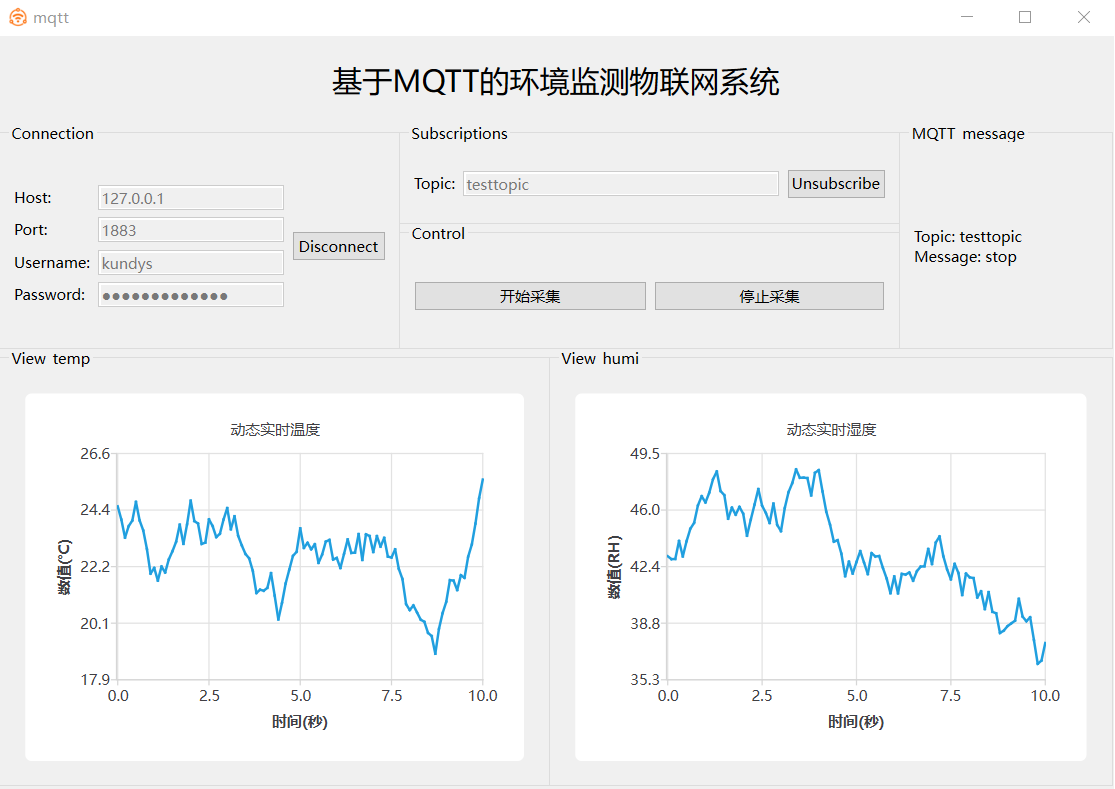 mqtt
基于MQTT的环境监测物联网系统
Connection
Host:
127.0.0.1
Port:
1883
Username:
kundys
Password:
●●●●●●●●●●●●●
Disconnect
Subscriptions
Topic:
testtopic
Unsubscribe
Control
开始采集
停止采集
MQTT message
Topic: testtopic
Message: stop
View temp
动态实时温度
数值(℃)
26.6
24.4
22.2
20.1
17.9
0.0 2.5 5.0 7.5 10.0
时间(秒)
View humi
动态实时湿度
数值(RH)
49.5
46.0
42.4
38.8
35.3
0.0 2.5 5.0 7.5 10.0
时间(秒)